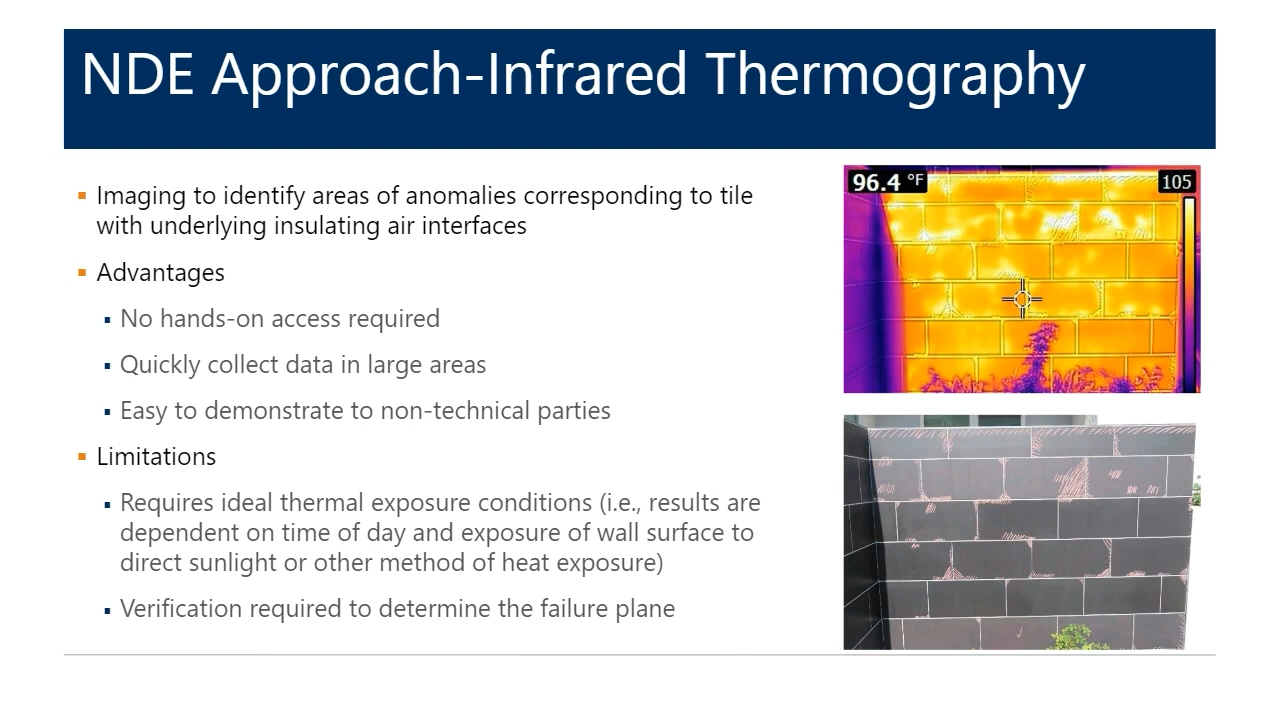 NDE Approach-Infrared Thermography
Imaging to identify areas of anomalies corresponding to tile
with underlying insulating air interfaces
Advantages
No hands-on access required
Quickly collect data in large areas
Easy to demonstrate to non-technical parties
Limitations
Requires ideal thermal exposure conditions (i.e., results are
dependent on time of day and exposure of wall surface to
direct sunlight or other method of heat exposure)
Verification required to determine the failure plane
96.4 °F
105